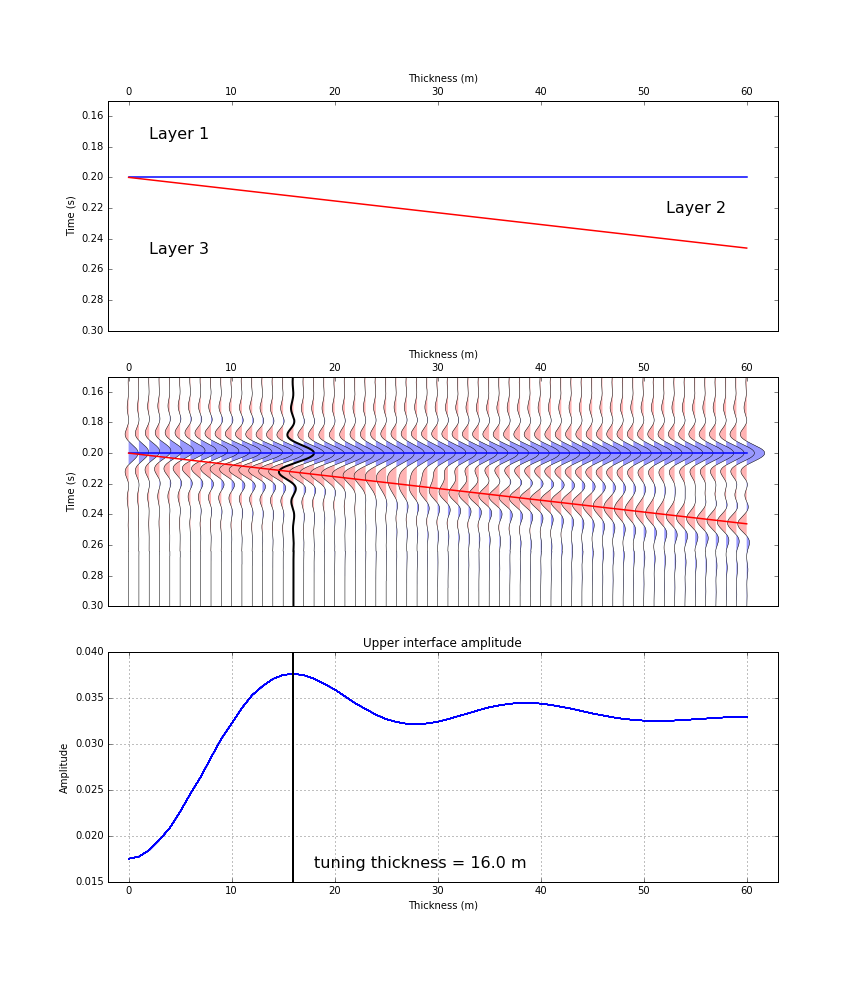 Thickness (m)
0 10 20 30 40 50 60
0.16
Layer 1
0.18
0.20
Time (s)
Layer 2
0.22
0.24
Layer 3
0.26
0.28
0.30
Thickness (m)
0 10 20 30 40 50 60
0.16
0.18
0.20
Time (s)
0.22
0.24
0.26
0.28
0.30
Upper interface amplitude
0.040
0.035
0.030
Amplitude
0.025
0.020
tuning thickness = 16.0 m
0.015
0 10 20 30 40 50 60
Thickness (m)